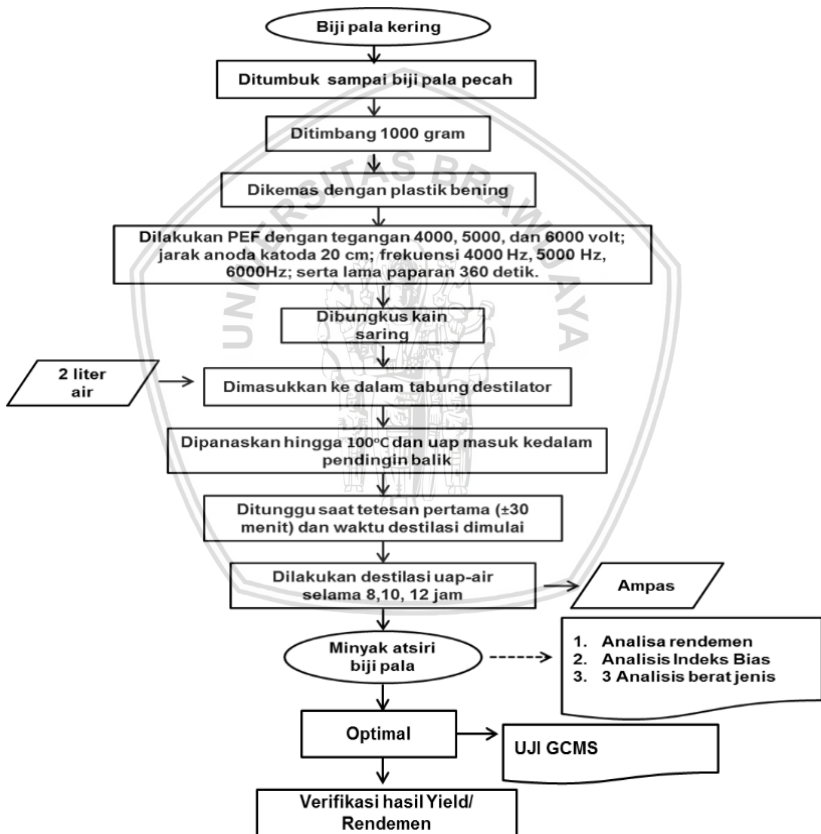 Biji pala kering
Ditumbuk sampai biji pala pecah
Ditimbang 1000 gram
Dikemas dengan plastik bening
Dilakukan PEF dengan tegangan 4000, 5000, dan 6000 volt;
jarak anoda katoda 20 cm; frekuensi 4000 Hz, 5000 Hz,
6000Hz; serta lama paparan 360 detik.
Dibungkus kain
saring
2 liter
air
Dimasukkan ke dalam tabung destilator
Dipanaskan hingga 100°C dan uap masuk kedalam
pendingin balik
Ditunggu saat tetesan pertama (±30
menit) dan waktu destilasi dimulai
Dilakukan destilasi uap-air
selama 8,10, 12 jam
Ampas
Minyak atsiri
biji pala
1. Analisa rendemen
2. Analisis Indeks Bias
3. 3 Analisis berat jenis
Optimal
UJI GCMS
Verifikasi hasil Yield/
Rendemen
UNIVERSITAS BRAWIJAYA